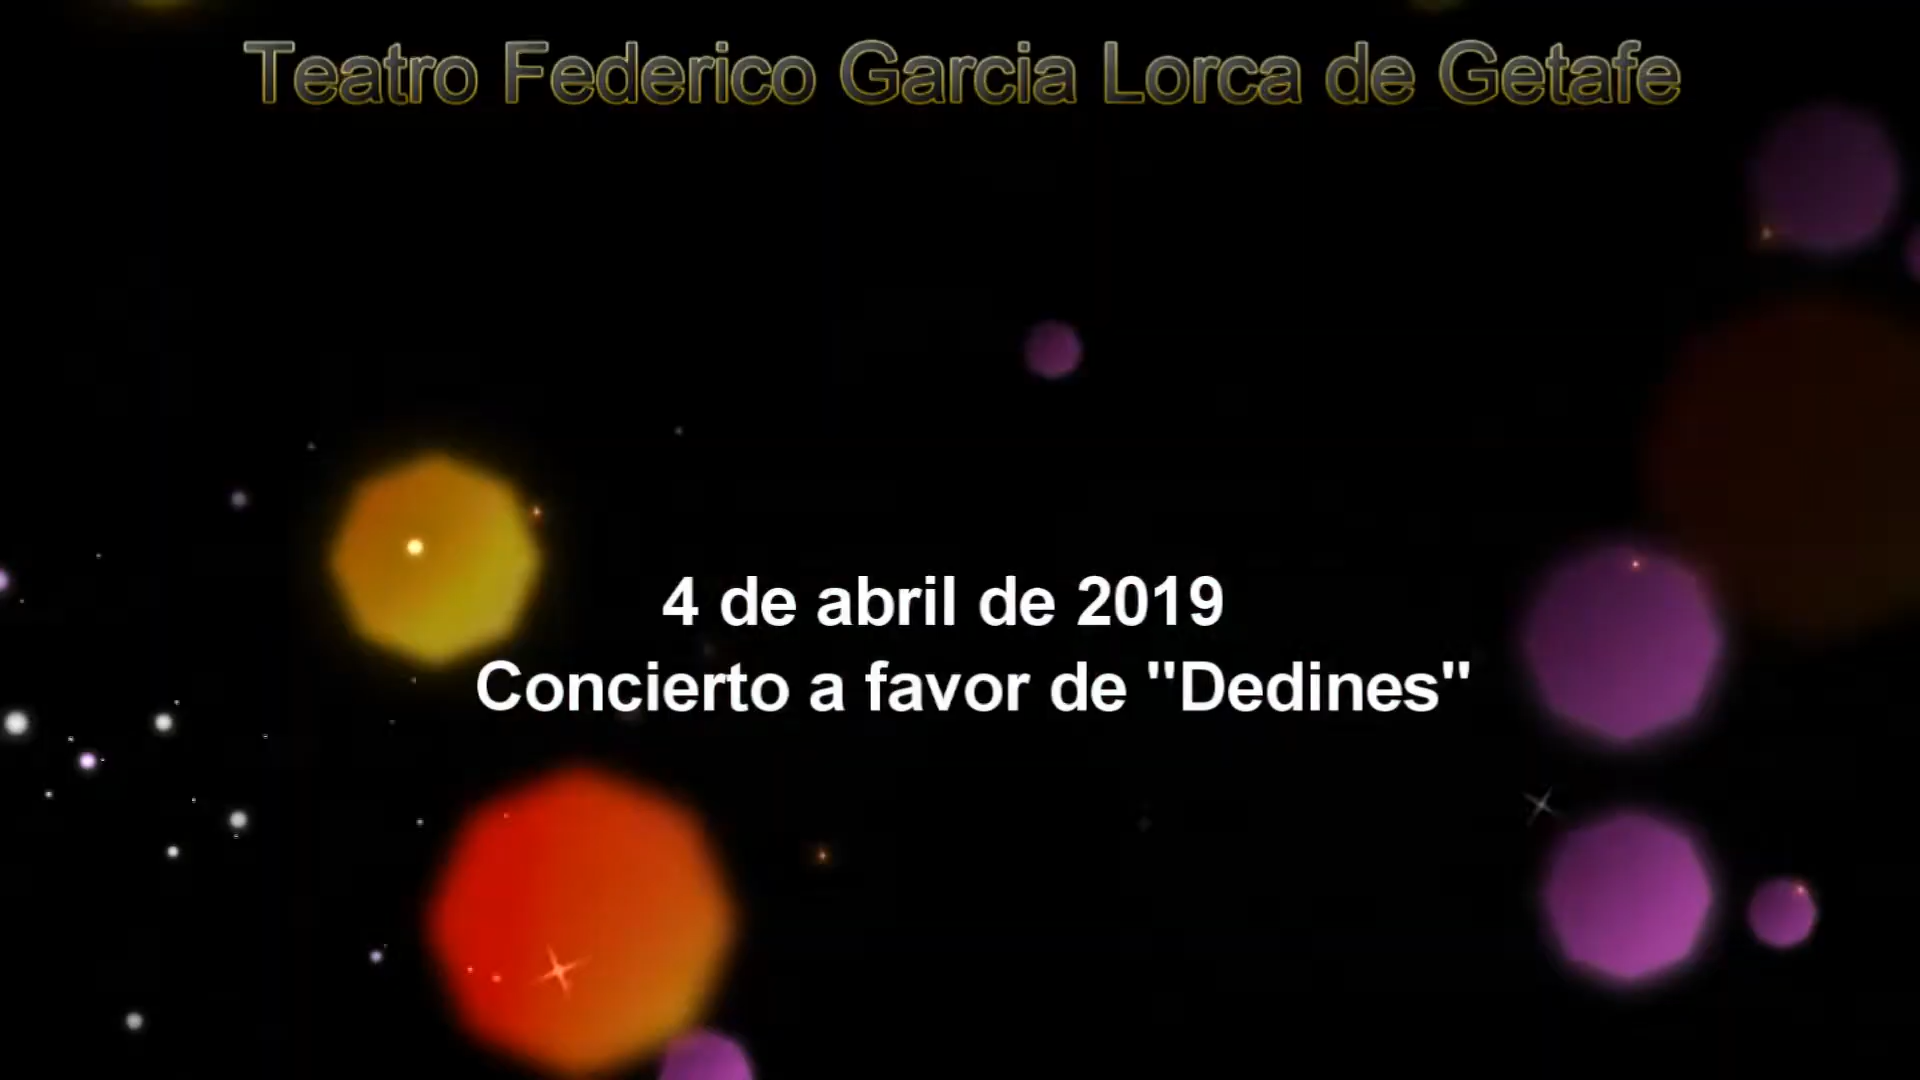 Teatro Federico Garcia Lorca de Getafe
4 de abril de 2019
Concierto a favor de "Dedines"